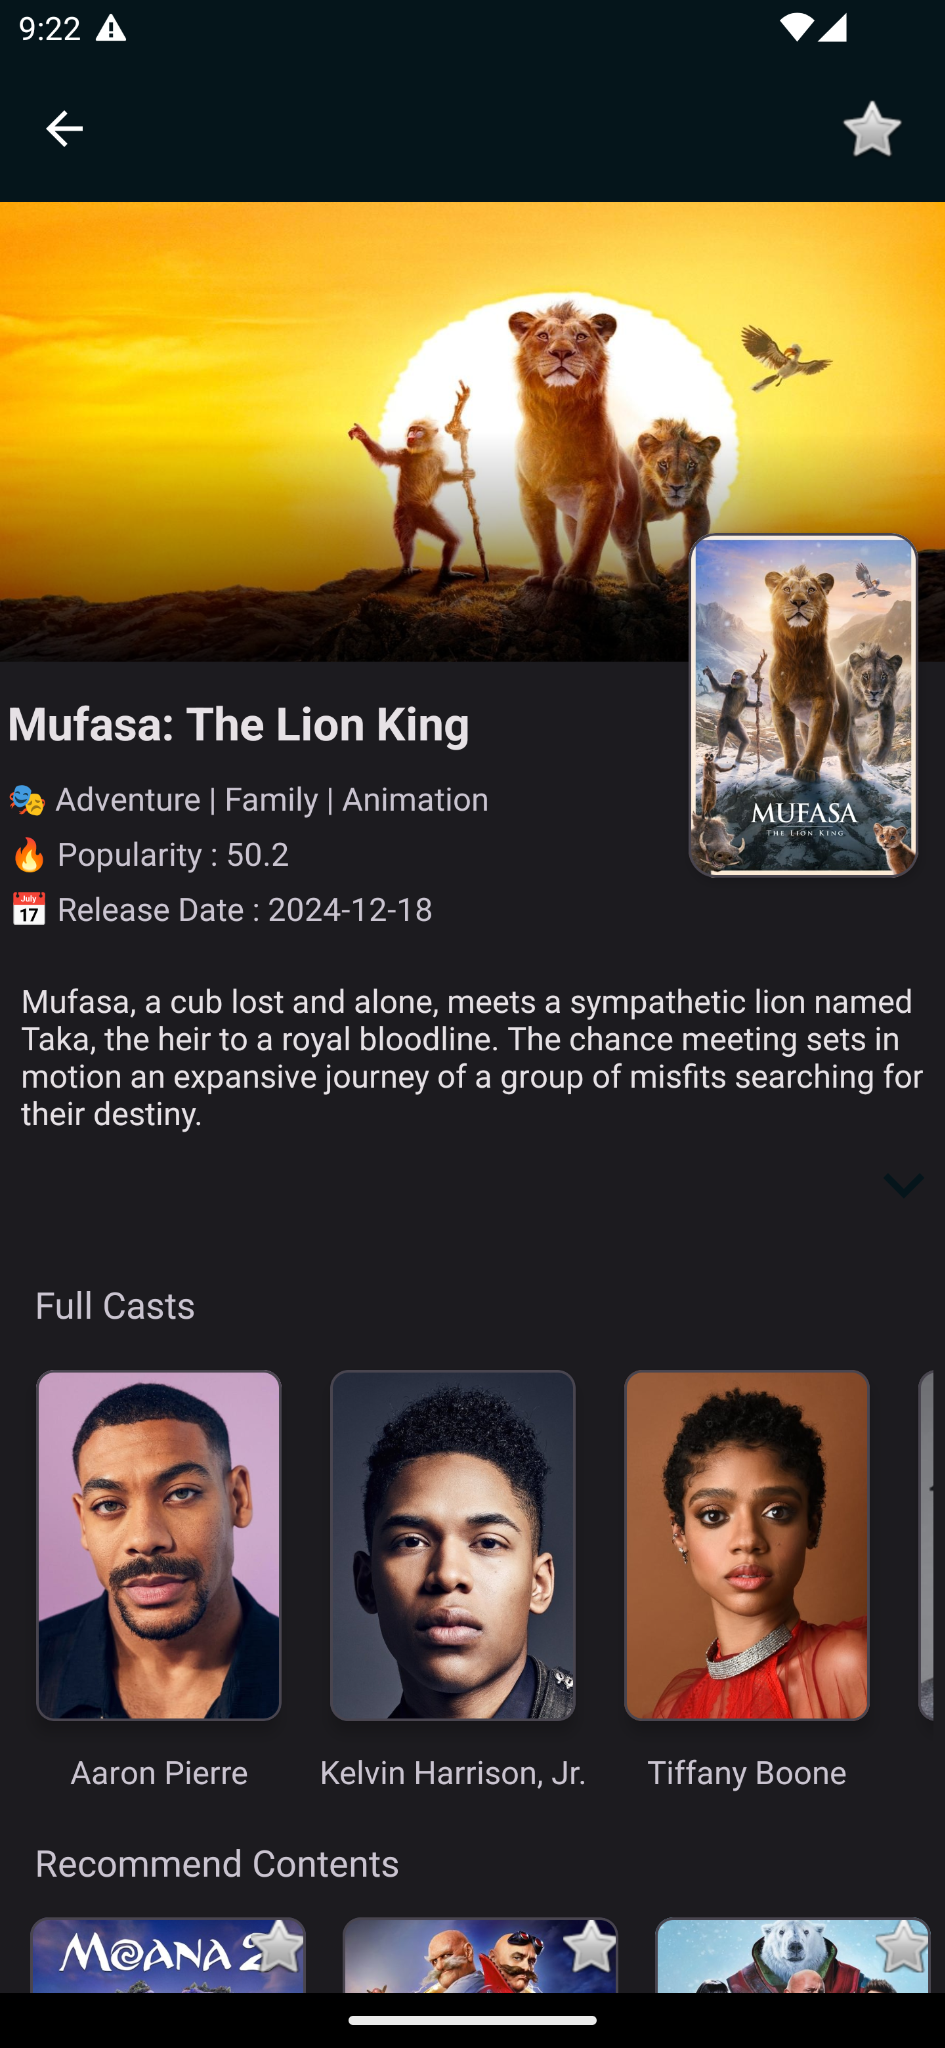 9:22
Mufasa: The Lion King
Adventure | Family | Animation
Popularity : 50.2
July
17
Release Date : 2024-12-18
MUFASA
THE LION KING
Mufasa, a cub lost and alone, meets a sympathetic lion named
Taka, the heir to a royal bloodline. The chance meeting sets in
motion an expansive journey of a group of misfits searching for
their destiny.
Full Casts
Aaron Pierre
Kelvin Harrison, Jr.
Tiffany Boone
Recommend Contents
MOANA 2